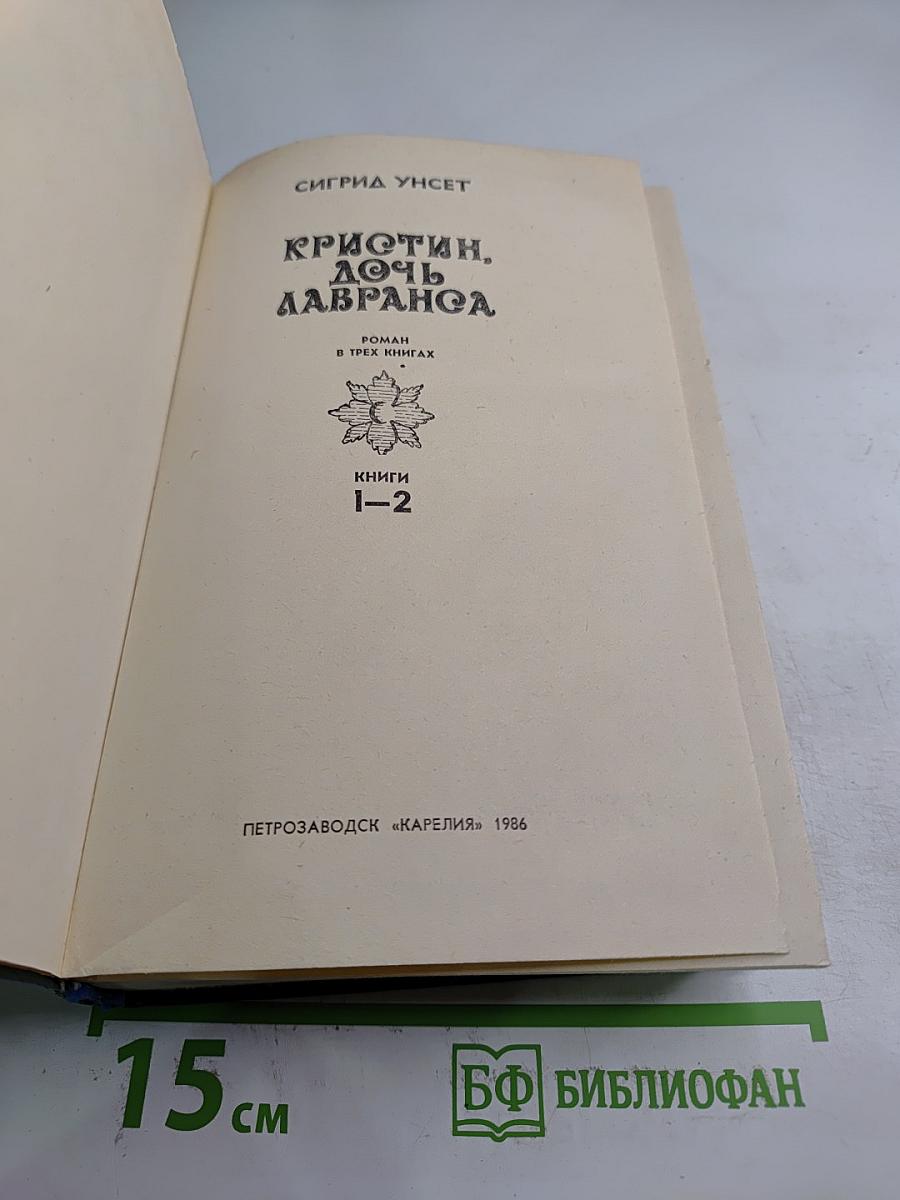 СИГРИД УНСЕТ
КРИСТИН,
ДОЧЬ
ЛАВРАНСА
РОМАН
В ТРЕХ КНИГАХ
КНИГИ
1—2
ПЕТРОЗАВОДСК «КАРЕЛИЯ» 1986
15 см
БФ БИБЛИОФАН